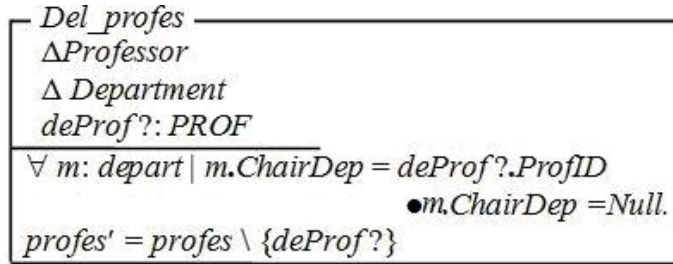 Del_profes
ΔProfessor
Δ Department
deProf?: PROF
∀ m: depart | m.ChairDep = deProf?.ProfID
●m.ChairDep =Null.
profes' = profes \ {deProf?}